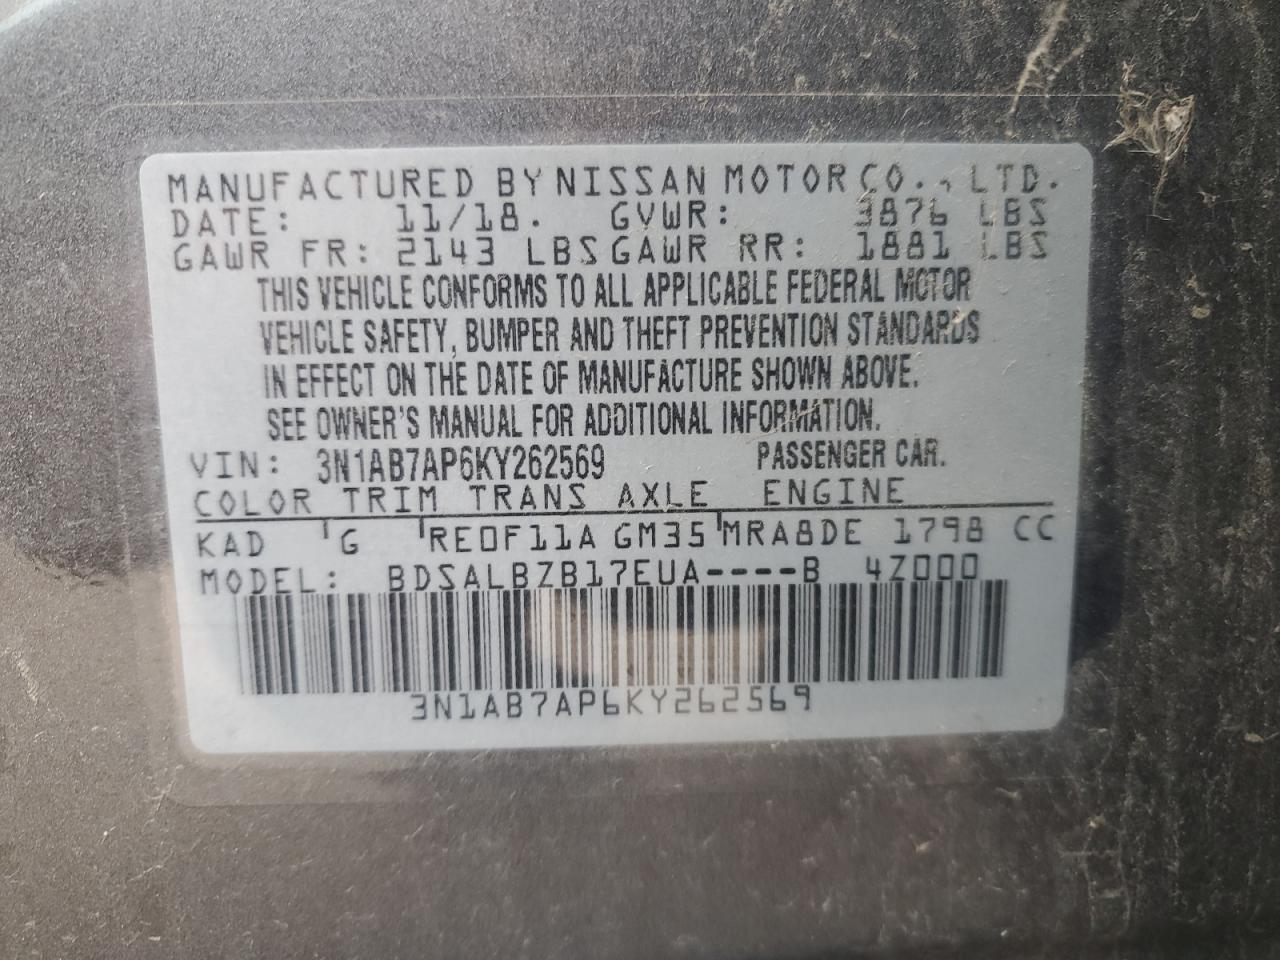 MANUFACTURED BY NISSAN MOTOR CO., LTD.
DATE: 11/18. GVWR: 3876 LBS
GAWR FR: 2143 LBS GAWR RR: 1881 LBS
THIS VEHICLE CONFORMS TO ALL APPLICABLE FEDERAL MOTOR
VEHICLE SAFETY, BUMPER AND THEFT PREVENTION STANDARDS
IN EFFECT ON THE DATE OF MANUFACTURE SHOWN ABOVE.
SEE OWNER'S MANUAL FOR ADDITIONAL INFORMATION.
VIN: 3N1AB7AP6KY262569 PASSENGER CAR.
COLOR TRIM TRANS AXLE ENGINE
KAD G RE0F11A GM35 MRA8DE 1798 CC
MODEL: BDSALBZB17EUA----B 4Z000
3N1AB7AP6KY262569